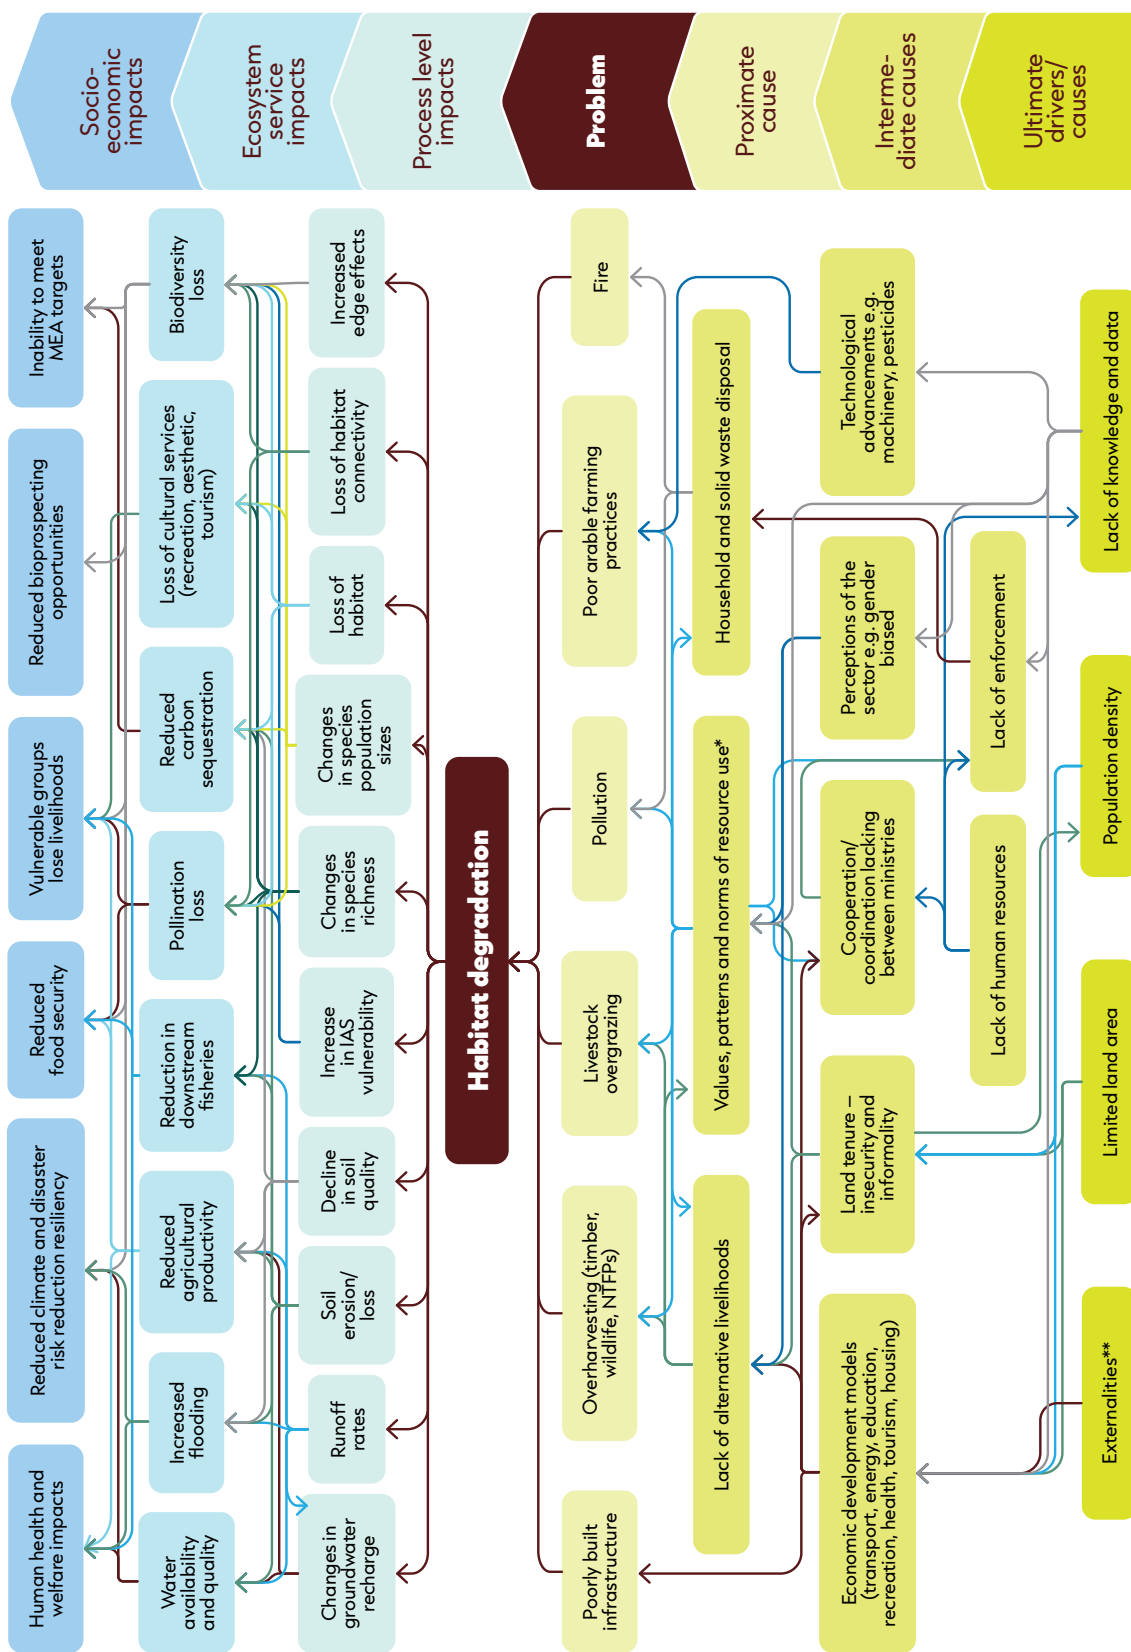 Human health and
welfare impacts
Reduced climate and disaster
risk reduction resiliency
Reduced
food security
Vulnerable groups
lose livelihoods
Reduced bioprospecting
opportunities
Inability to meet
MEA targets
Socio-
economic
impacts
Water
availability
and quality
Increased
flooding
Reduced
agricultural
productivity
Reduction in
downstream
fisheries
Pollination
loss
Reduced
carbon
sequestration
Loss of cultural services
(recreation, aesthetic,
tourism)
Biodiversity
loss
Ecosystem
service
impacts
Changes in
groundwater
recharge
Runoff
rates
Soil
erosion/
loss
Decline
in soil
quality
Increase
in IAS
vulnerability
Changes
in species
richness
Changes
in species
population
sizes
Loss of
habitat
Loss of habitat
connectivity
Increased
edge effects
Process level
impacts
Habitat degradation
Problem
Poorly built
infrastructure
Overharvesting (timber,
wildlife, NTFPs)
Livestock
overgrazing
Pollution
Poor arable farming
practices
Fire
Lack of alternative livelihoods
Values, patterns and norms of resource use*
Household and solid waste disposal
Proximate
cause
Economic development models
(transport, energy, education,
recreation, health, tourism, housing)
Land tenure –
insecurity and
informality
Cooperation/
coordination lacking
between ministries
Perceptions of the
sector e.g. gender
biased
Technological
advancements e.g.
machinery, pesticides
Interme-
diate causes
Lack of human resources
Lack of enforcement
Externalities**
Limited land area
Population density
Lack of knowledge and data
Ultimate
drivers/
causes